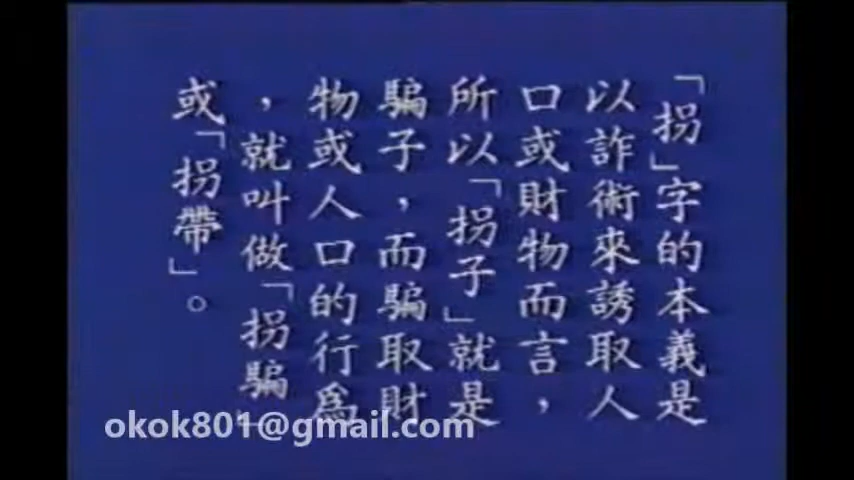 「拐」字的本義是
以詐術來誘取人
口或財物而言，
所以「拐子」就是
騙子，而騙取財
物或人口的行為
，就叫做「拐騙」
或「拐帶」。
okok801@gmail.com